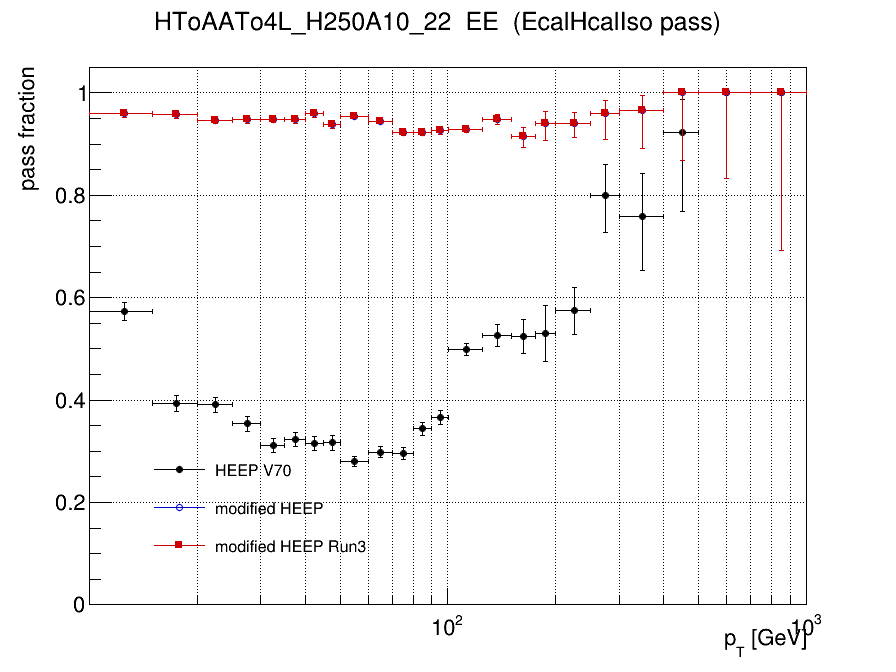 HToAATo4L_H250A10_22 EE (EcalHcalIso pass)
pass fraction
1
0.8
0.6
0.4
0.2
0
HEEP V70
modified HEEP
modified HEEP Run3
10²
10³
p_T [GeV]